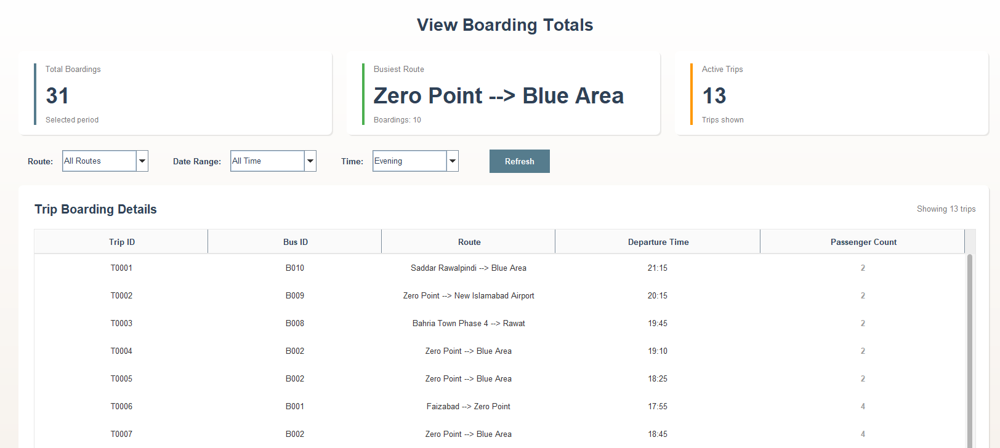 View Boarding Totals
Total Boardings
31
Selected period
Busiest Route
Zero Point --> Blue Area
Boardings: 10
Active Trips
13
Trips shown
Route: All Routes Date Range: All Time Time: Evening Refresh
Trip Boarding Details Showing 13 trips
Trip ID Bus ID Route Departure Time Passenger Count
T0001 B010 Saddar Rawalpindi --> Blue Area 21:15 2
T0002 B009 Zero Point --> New Islamabad Airport 20:15 2
T0003 B008 Bahria Town Phase 4 --> Rawat 19:45 2
T0004 B002 Zero Point --> Blue Area 19:10 2
T0005 B002 Zero Point --> Blue Area 18:25 2
T0006 B001 Faizabad --> Zero Point 17:55 4
T0007 B002 Zero Point --> Blue Area 18:45 4